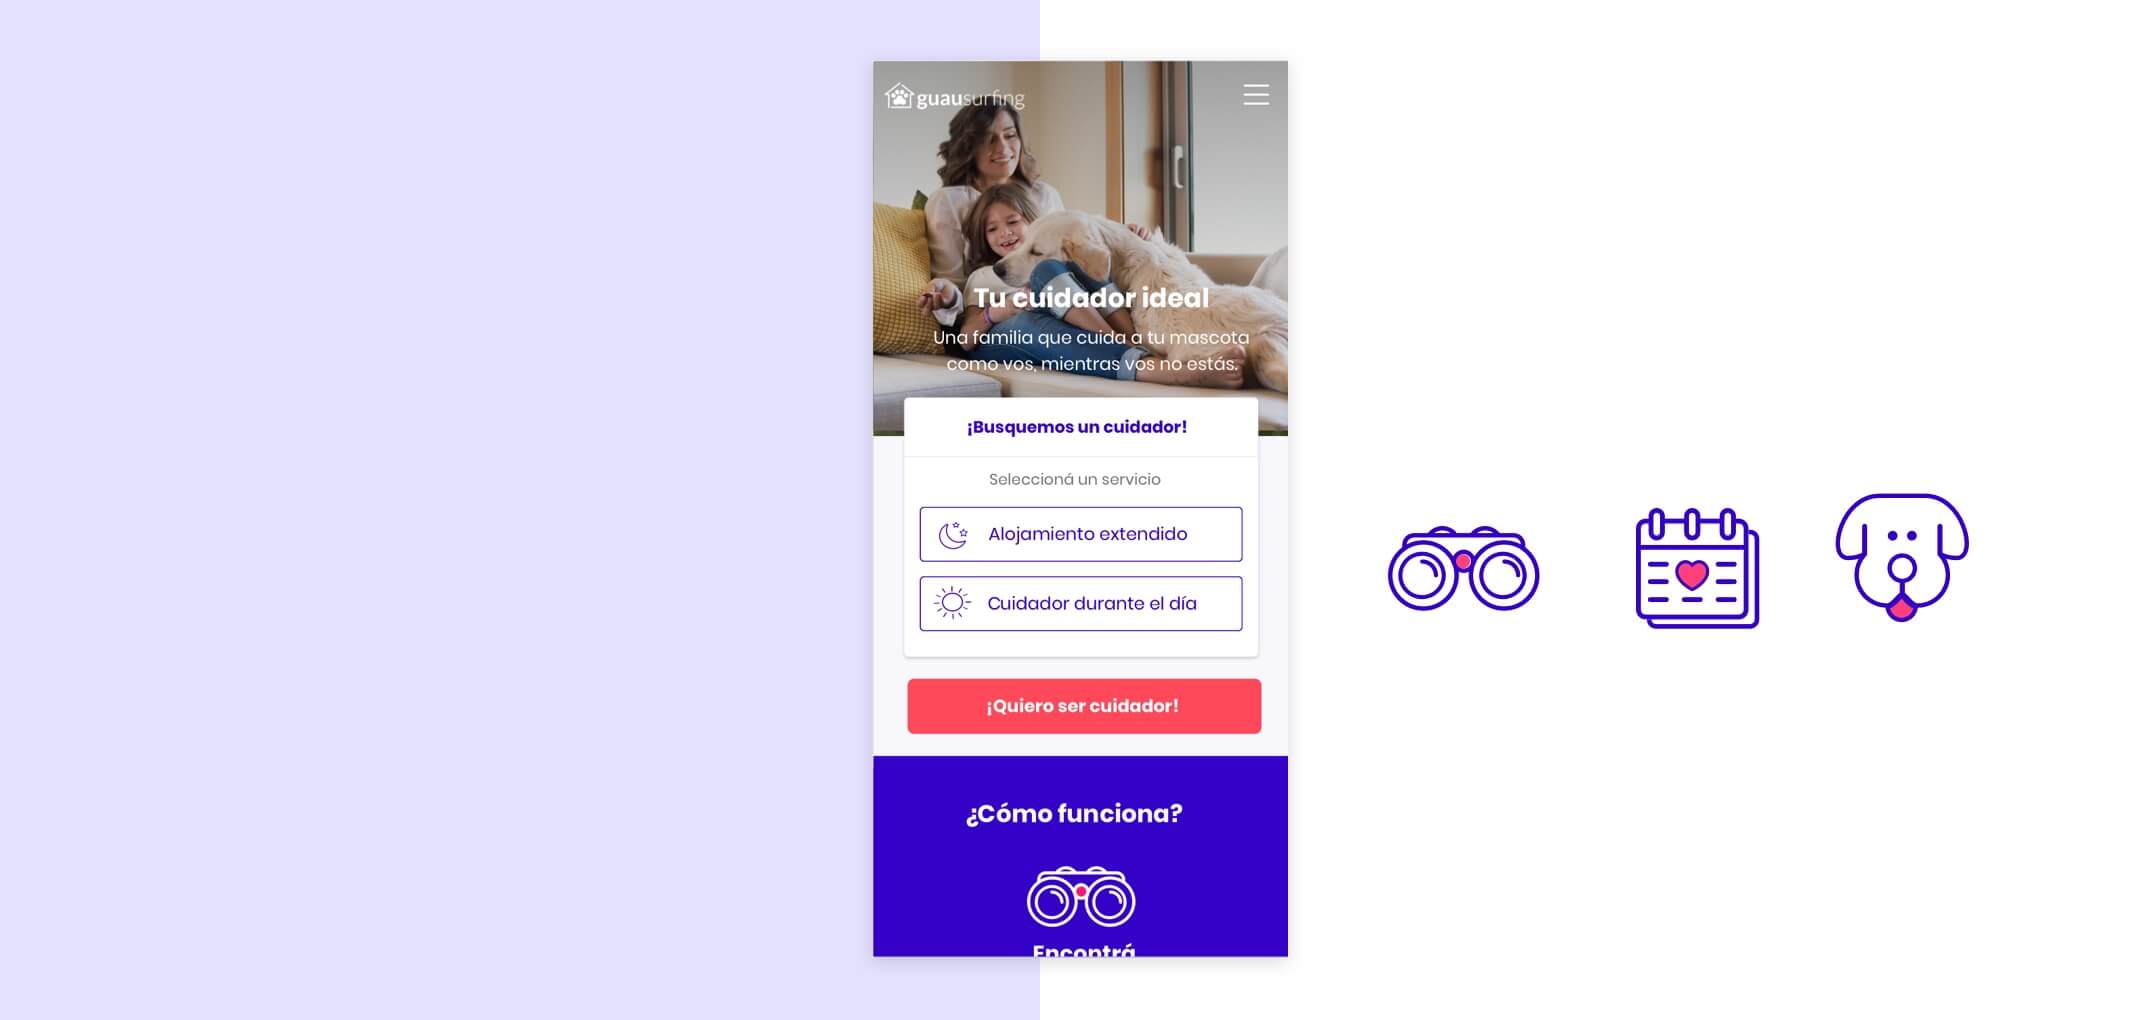 guausurfing
Tu cuidador ideal
Una familia que cuida a tu mascota
como vos, mientras vos no estás.
¡Busquemos un cuidador!
Seleccioná un servicio
Alojamiento extendido
Cuidador durante el día
¡Quiero ser cuidador!
¿Cómo funciona?
Encontrá